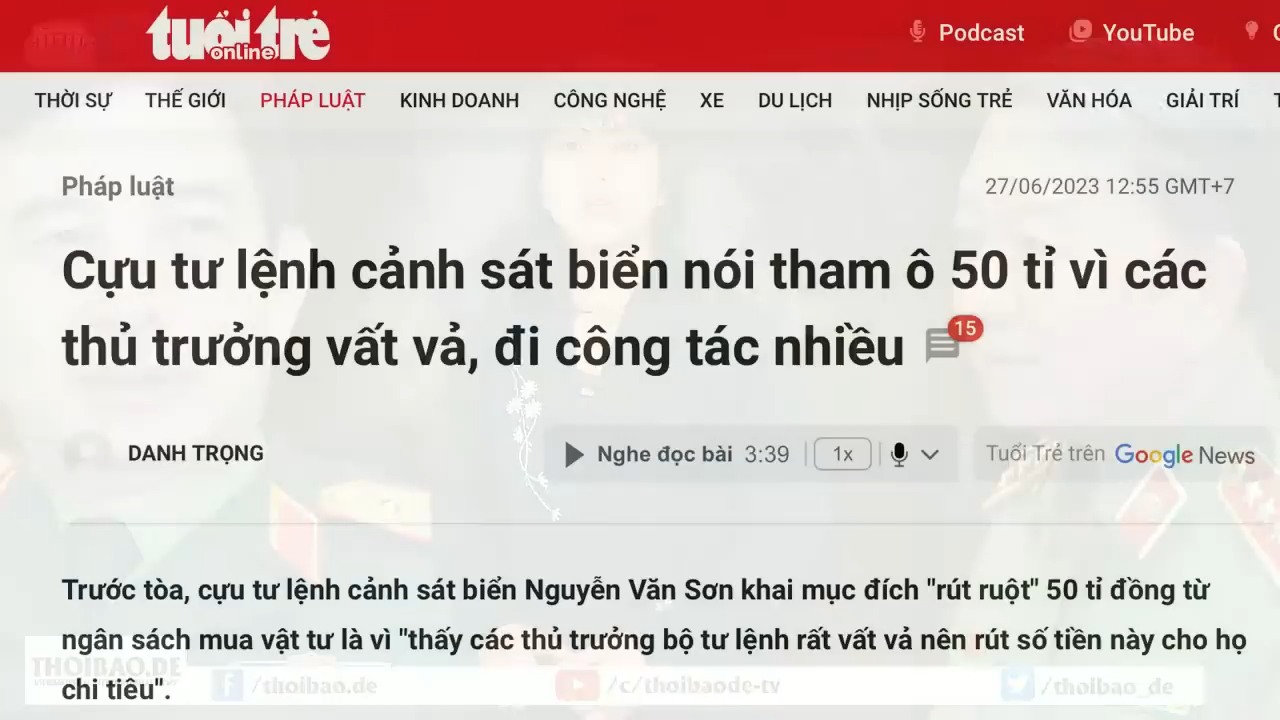 tuổi trẻ
online
Podcast
YouTube
THỜI SỰ THẾ GIỚI PHÁP LUẬT KINH DOANH CÔNG NGHỆ XE DU LỊCH NHỊP SỐNG TRẺ VĂN HÓA GIẢI TRÍ
Pháp luật
27/06/2023 12:55 GMT+7
Cựu tư lệnh cảnh sát biển nói tham ô 50 tỉ vì các
thủ trưởng vất vả, đi công tác nhiều 15
DANH TRỌNG
Nghe đọc bài 3:39 1x
Tuổi Trẻ trên Google News
Trước tòa, cựu tư lệnh cảnh sát biển Nguyễn Văn Sơn khai mục đích "rút ruột" 50 tỉ đồng từ
ngân sách mua vật tư là vì "thấy các thủ trưởng bộ tư lệnh rất vất vả nên rút số tiền này cho họ
chi tiêu".
THOIBAO.DE
/thoibao.de
/c/thoibaode-tv
/thoibao_de